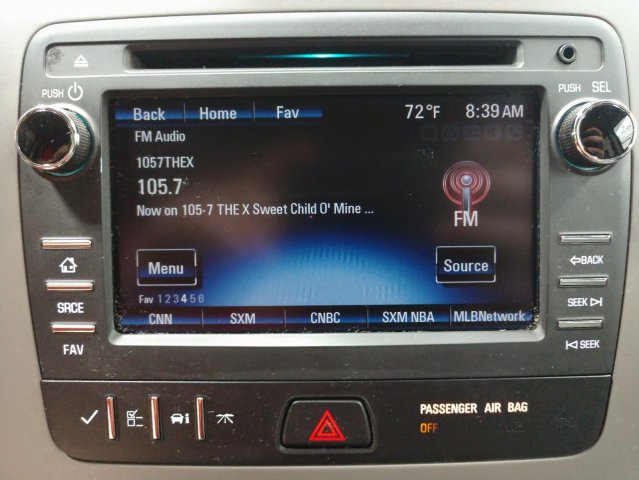 PUSH
PUSH SEL
Back Home Fav 72°F 8:39 AM
FM Audio
1057THEX
105.7
Now on 105-7 THE X Sweet Child O' Mine ...
FM
Menu
Source
BACK
Fav 1 2 3 4 5 6
SRCE
SEEK
CNN SXM CNBC SXM NBA MLBNetwork
FAV
SEEK
PASSENGER AIR BAG
OFF